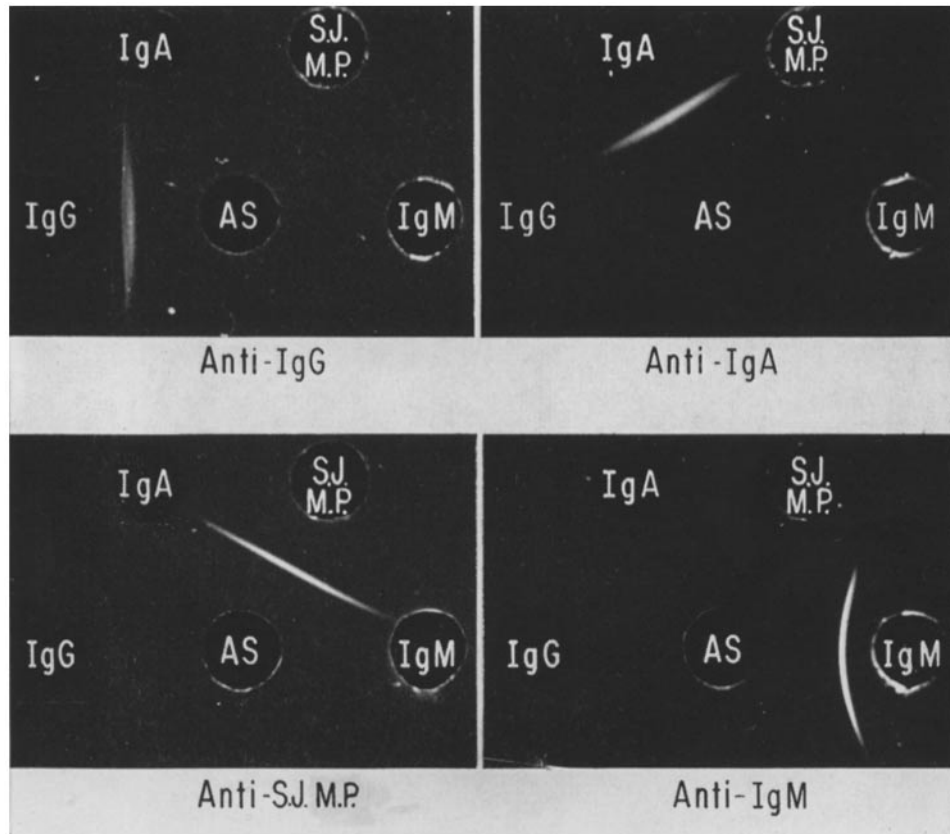 IgA
S.J.
M.P.
IgG
AS
IgM
Anti-IgG
IgA
S.J.
M.P.
IgG
AS
IgM
Anti-IgA
IgA
S.J.
M.P.
IgG
AS
IgM
Anti-S.J. M.P.
IgA
S.J.
M.P.
IgG
AS
IgM
Anti-IgM